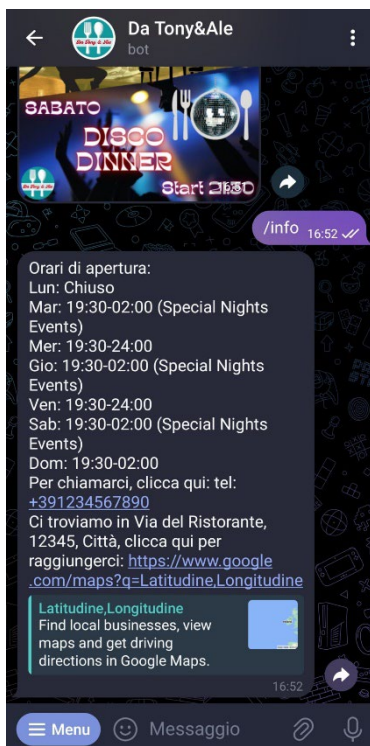 Da Tony&Ale
bot
SABATO
DISCO
DINNER
Da Tony & Ale
Start 21:30
/info 16:52
Orari di apertura:
Lun: Chiuso
Mar: 19:30-02:00 (Special Nights
Events)
Mer: 19:30-24:00
Gio: 19:30-02:00 (Special Nights
Events)
Ven: 19:30-24:00
Sab: 19:30-02:00 (Special Nights
Events)
Dom: 19:30-02:00
Per chiamarci, clicca qui: tel:
+391234567890
Ci troviamo in Via del Ristorante,
12345, Città, clicca qui per
raggiungerci: https://www.google
.com/maps?q=Latitudine,Longitudine
Latitudine,Longitudine
Find local businesses, view
maps and get driving
directions in Google Maps.
16:52
Menu
Messaggio